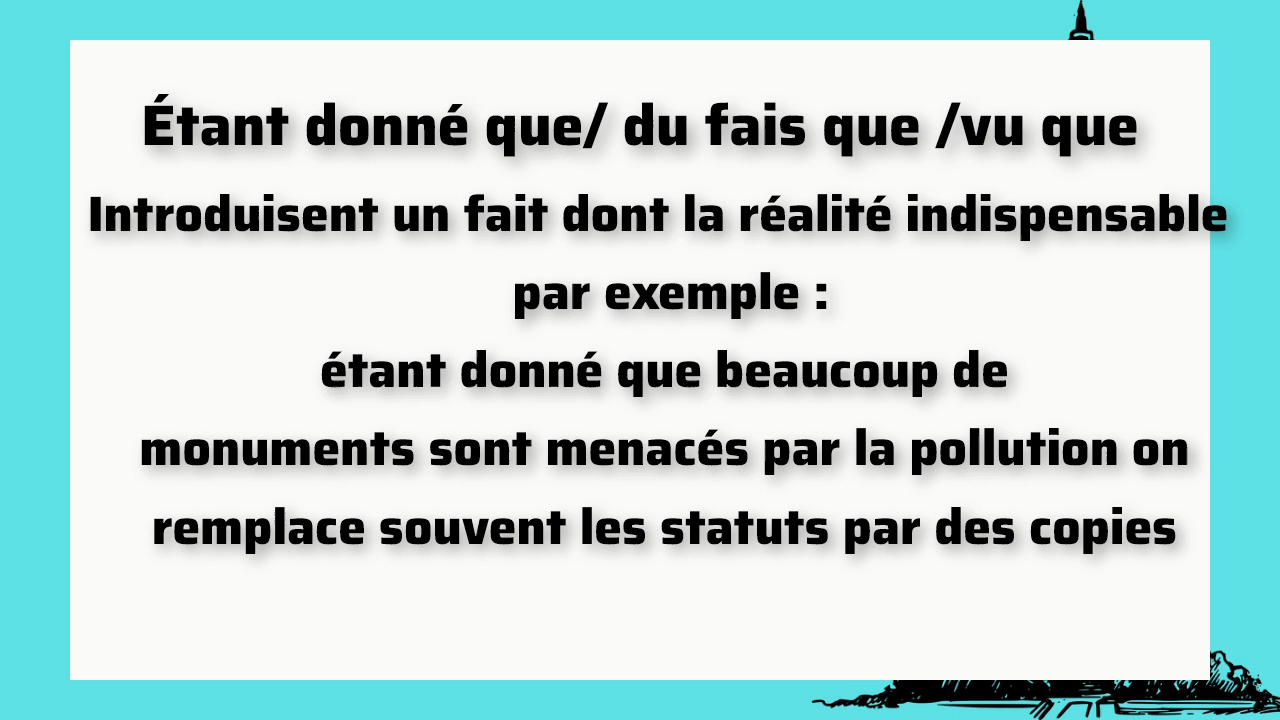 Étant donné que/ du fais que /vu que
Introduisent un fait dont la réalité indispensable
par exemple :
étant donné que beaucoup de
monuments sont menacés par la pollution on
remplace souvent les statuts par des copies